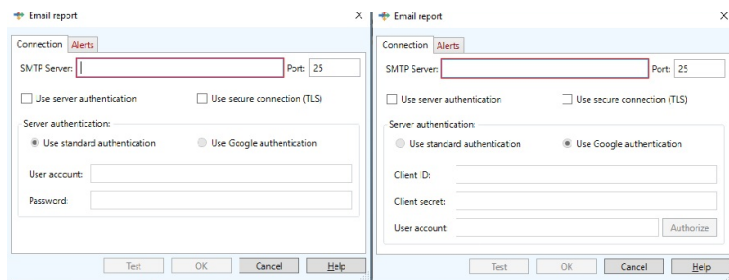 Email report X
Connection Alerts
SMTP Server: Port: 25
Use server authentication Use secure connection (TLS)
Server authentication:
Use standard authentication Use Google authentication
User account:
Password:
Test OK Cancel Help
Email report X
Connection Alerts
SMTP Server: Port: 25
Use server authentication Use secure connection (TLS)
Server authentication:
Use standard authentication Use Google authentication
Client ID:
Client secret:
User account Authorize
Test OK Cancel Help